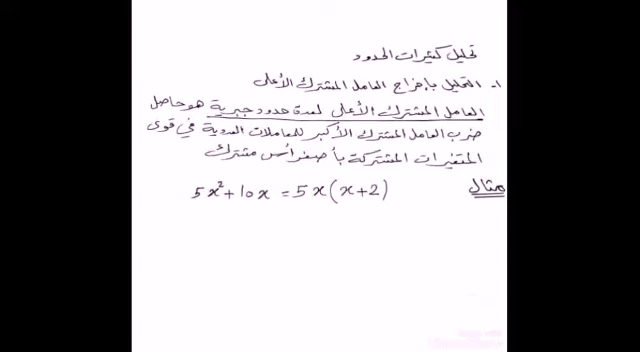 تحليل كثيرات الحدود
١- التحليل بإخراج العامل المشترك الأعلى
العامل المشترك الأعلى لعدة حدود جبرية هو حاصل
ضرب العامل المشترك الأكبر للمعاملات العددية في قوى
المتغيرات المشتركة بأصغر أس مشترك
مثال 5x²+10x = 5x(x+2)